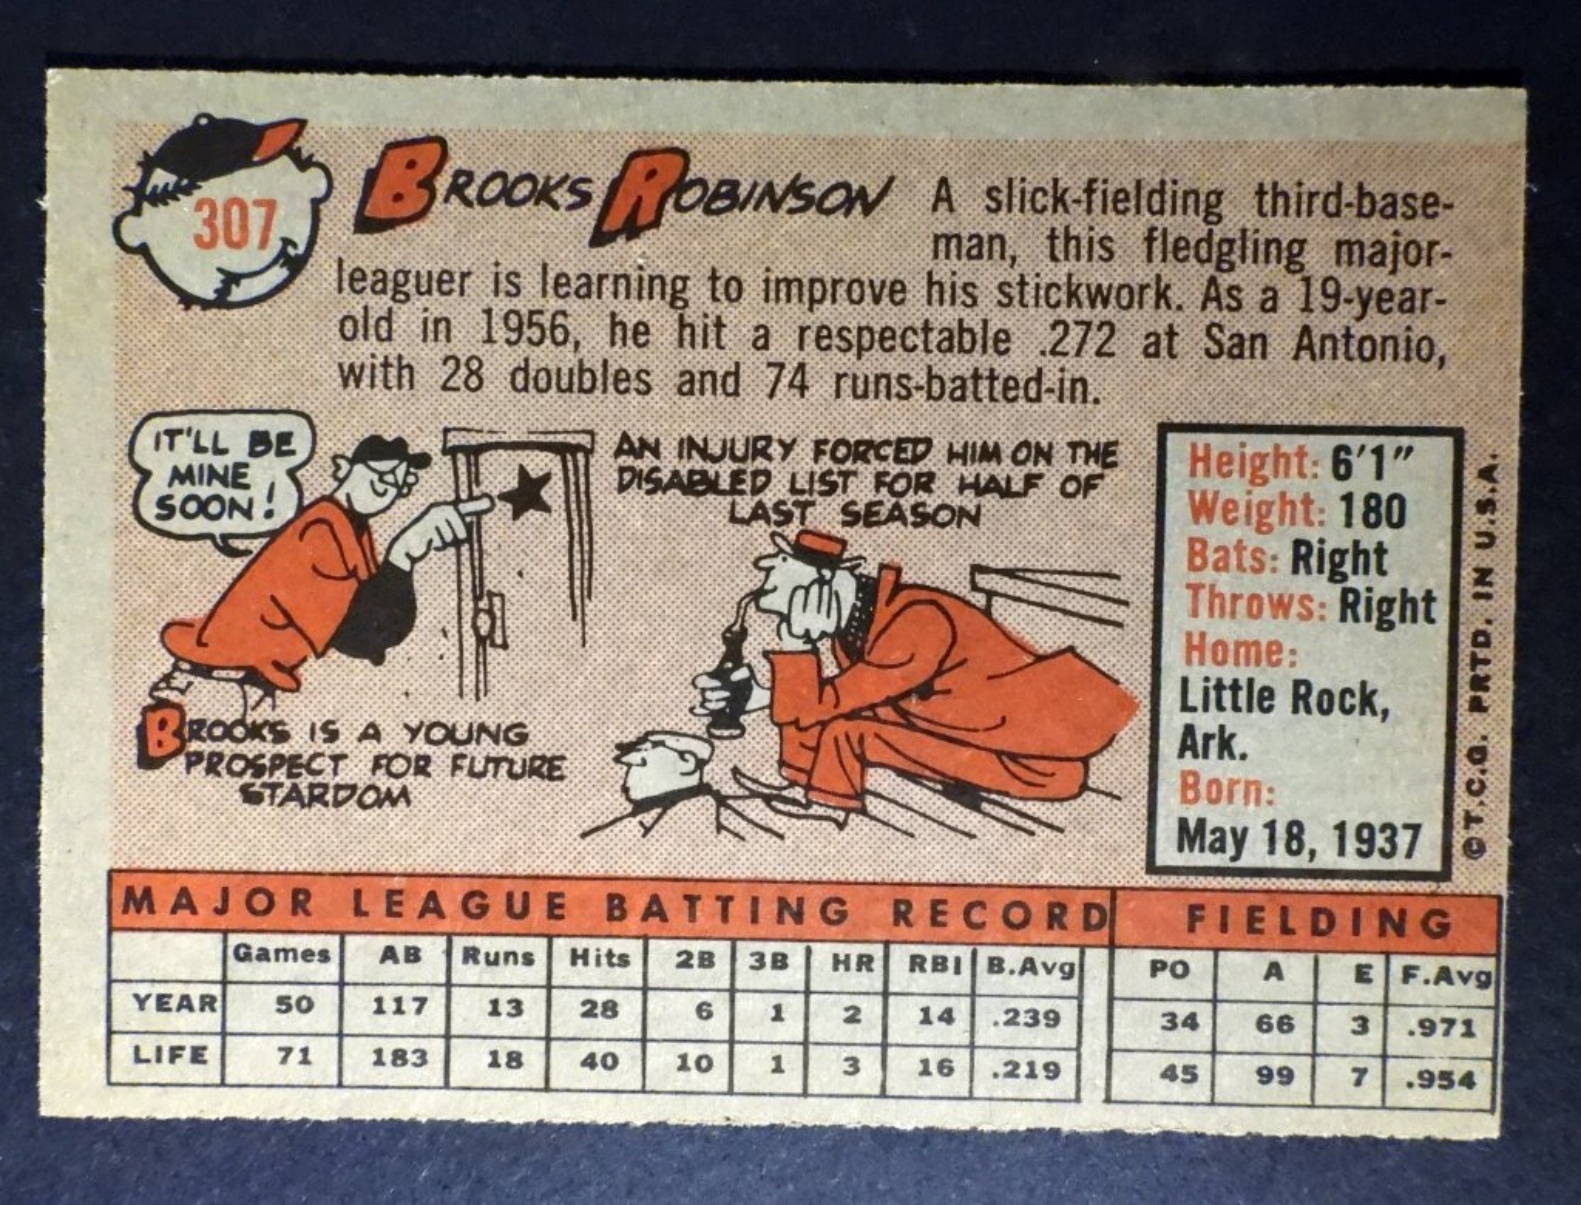 307
BROOKS ROBINSON A slick-fielding third-base-
man, this fledgling major-
leaguer is learning to improve his stickwork. As a 19-year-
old in 1956, he hit a respectable .272 at San Antonio,
with 28 doubles and 74 runs-batted-in.
IT'LL BE
MINE
SOON!
BROOKS IS A YOUNG
PROSPECT FOR FUTURE
STARDOM
AN INJURY FORCED HIM ON THE
DISABLED LIST FOR HALF OF
LAST SEASON
Height: 6'1"
Weight: 180
Bats: Right
Throws: Right
Home:
Little Rock,
Ark.
Born:
May 18, 1937
©T.C.G. PRTD. IN U.S.A.
MAJOR LEAGUE BATTING RECORD FIELDING
Games AB Runs Hits 2B 3B HR RBI B.Avg PO A E F.Avg
YEAR 50 117 13 28 6 1 2 14 .239 34 66 3 .971
LIFE 71 183 18 40 10 1 3 16 .219 45 99 7 .954